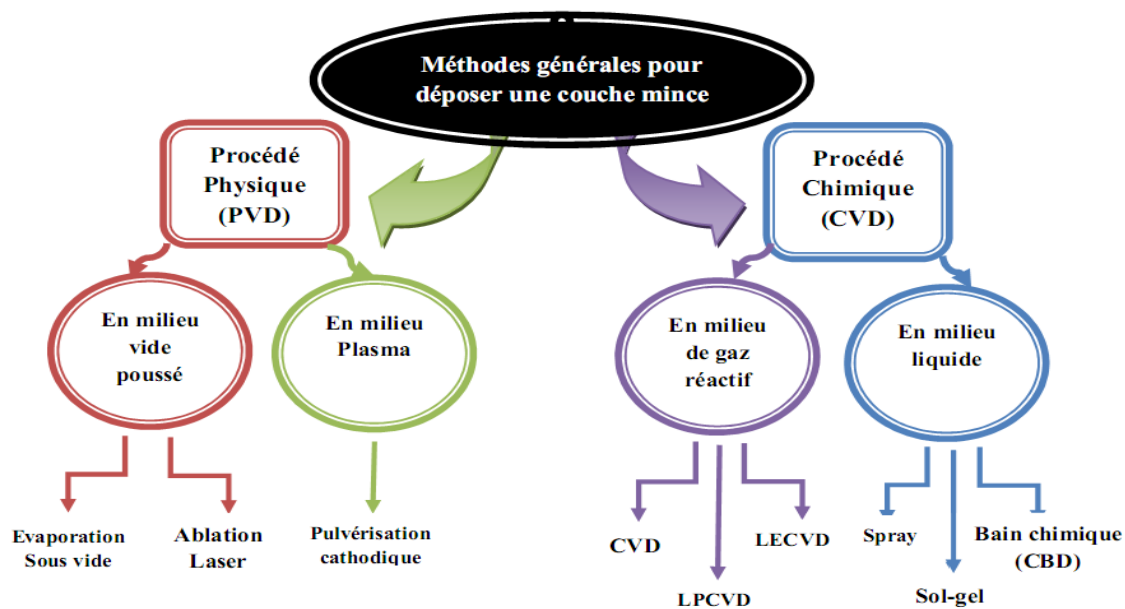 Méthodes générales pour
déposer une couche mince
Procédé
Physique
(PVD)
Procédé
Chimique
(CVD)
En milieu
vide
poussé
En milieu
Plasma
En milieu
de gaz
réactif
En milieu
liquide
Evaporation
Sous vide
Ablation
Laser
Pulvérisation
cathodique
CVD
LPCVD
LECVD
Spray
Sol-gel
Bain chimique
(CBD)